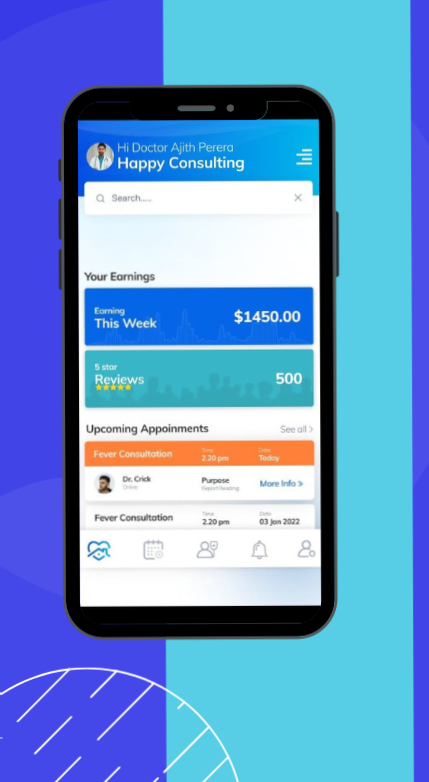 Hi Doctor Ajith Perera
Happy Consulting
Search.....
Your Earnings
Earning
This Week
$1450.00
5 star
Reviews
500
Upcoming Appoinments
See all >
Fever Consultation
Time
2.20 pm
Date
Today
Dr. Crick
Online
Purpose
Report Reading
More Info »
Fever Consultation
Time
2.20 pm
Date
03 Jan 2022